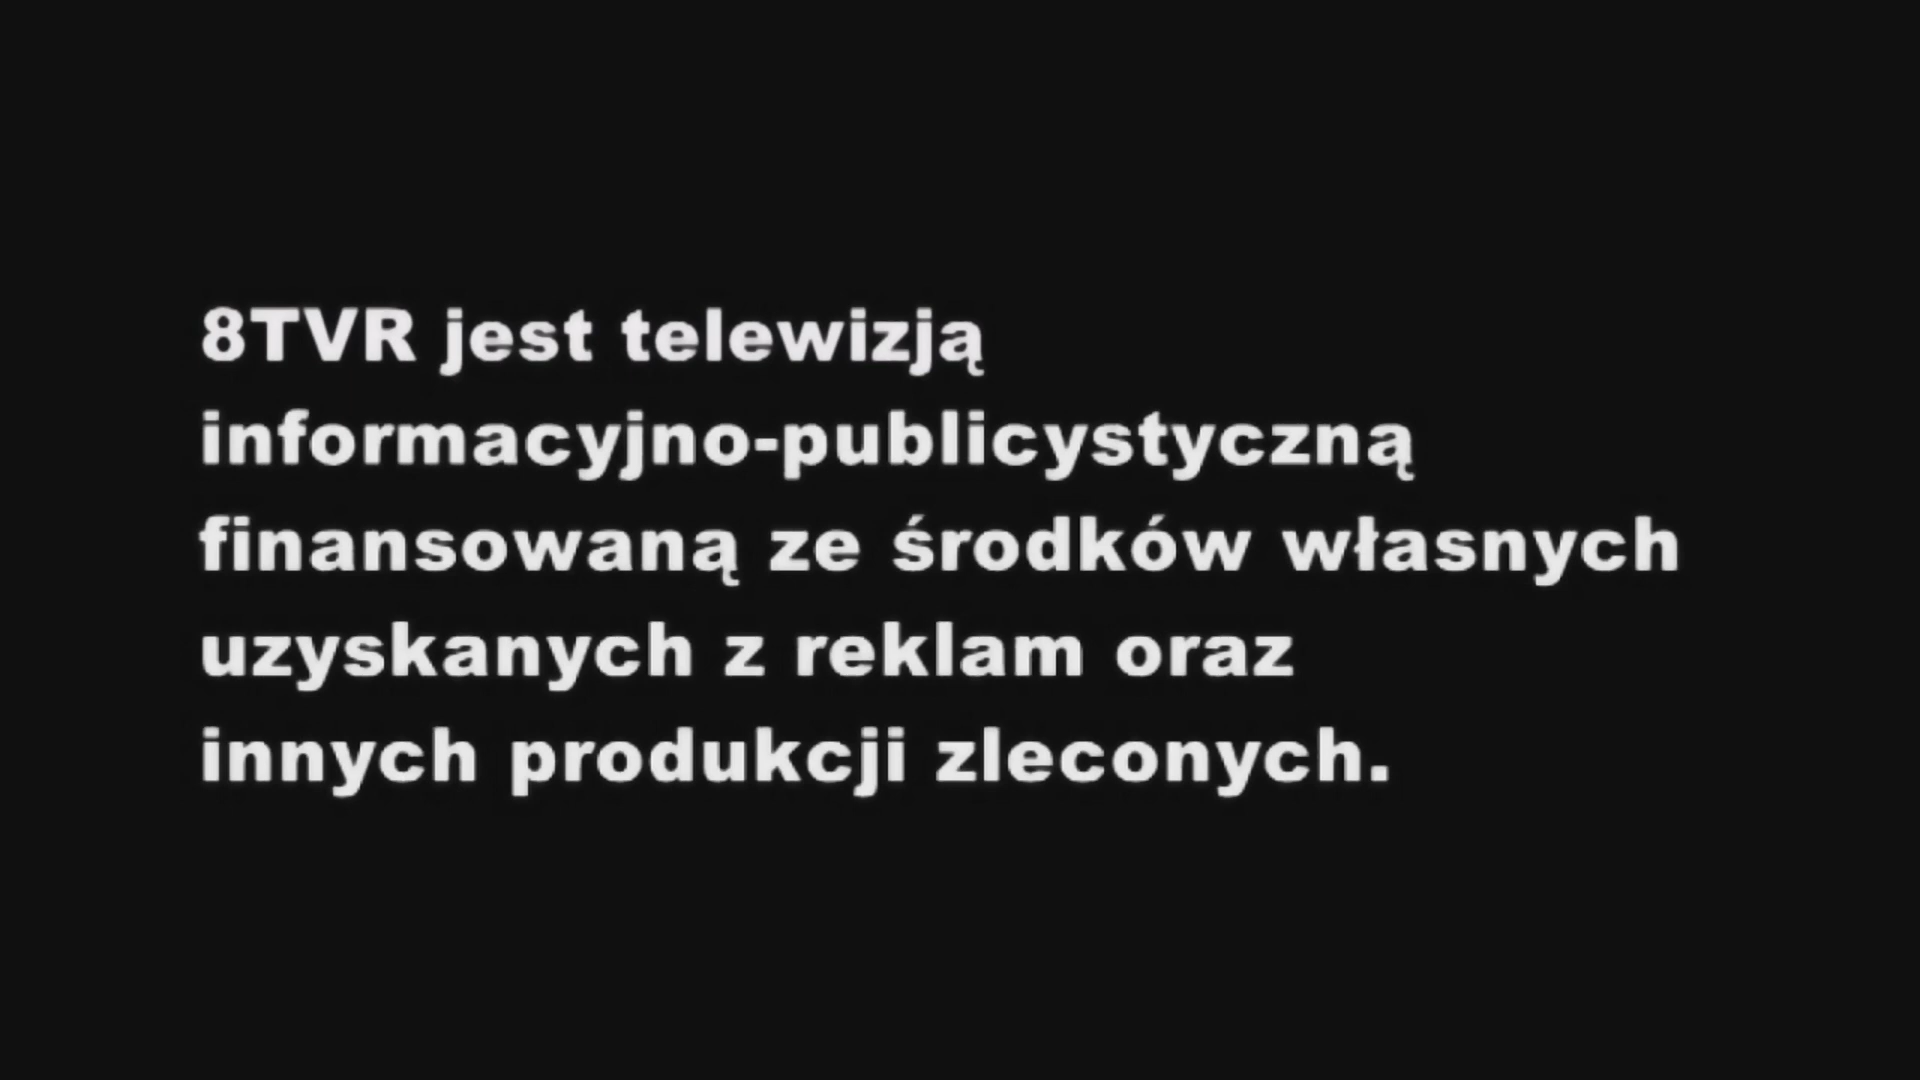 8TVR jest telewizją
informacyjno-publicystyczną
finansowaną ze środków własnych
uzyskanych z reklam oraz
innych produkcji zleconych.